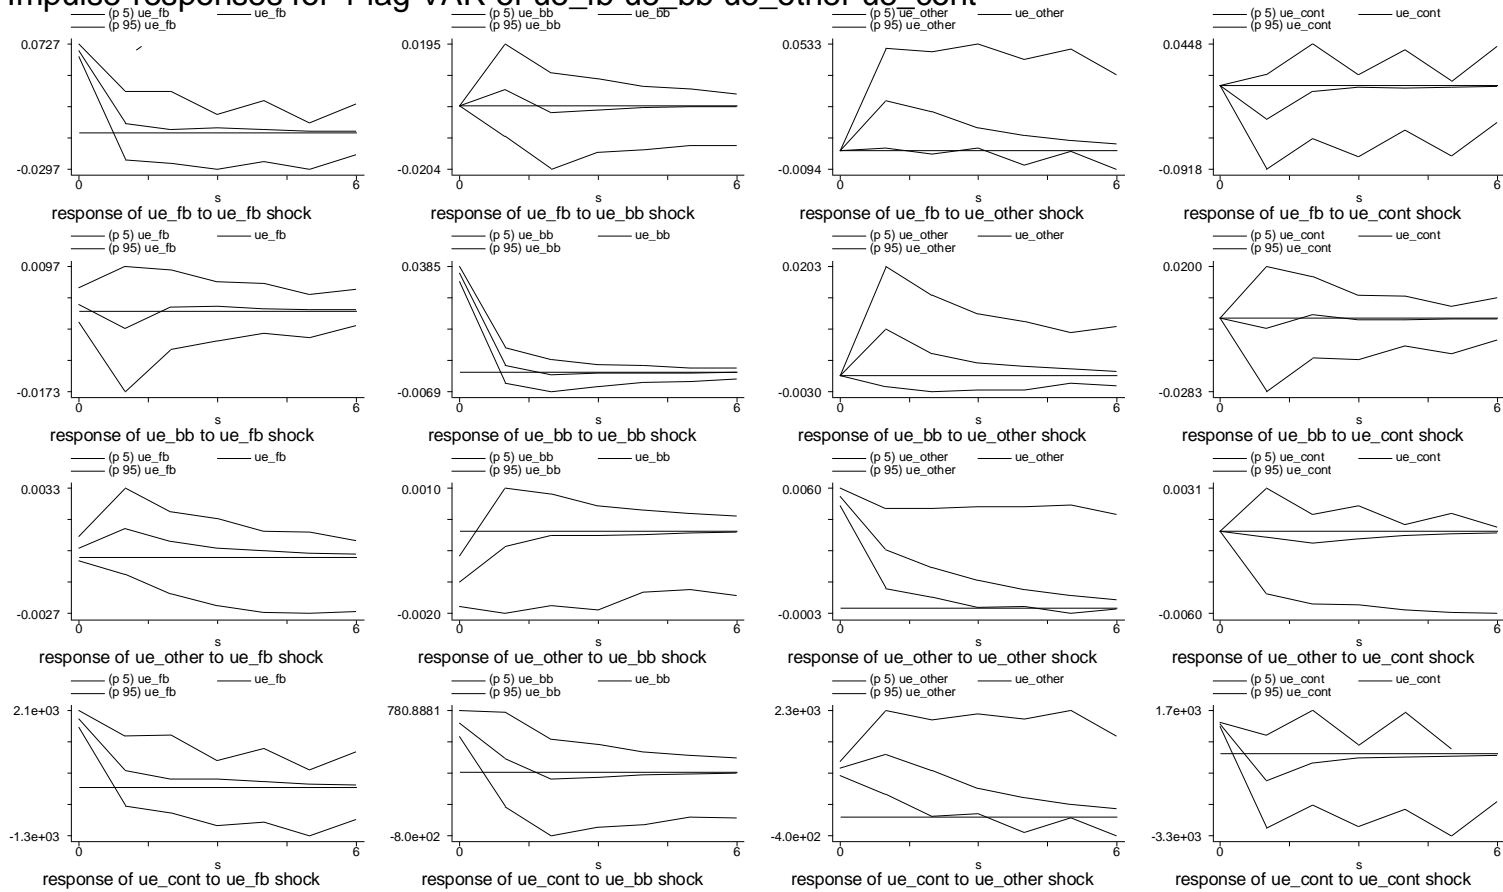 Impulse responses for 1 lag VAR of ue_fb ue_bb ue_other ue_cont
(p 5) ue_fb ue_fb
(p 95) ue_fb
0.0727
-0.0297
0 6
s
response of ue_fb to ue_fb shock
(p 5) ue_bb ue_bb
(p 95) ue_bb
0.0195
-0.0204
0 6
s
response of ue_fb to ue_bb shock
(p 5) ue_other ue_other
(p 95) ue_other
0.0533
-0.0094
0 6
s
response of ue_fb to ue_other shock
(p 5) ue_cont ue_cont
(p 95) ue_cont
0.0448
-0.0918
0 6
s
response of ue_fb to ue_cont shock
(p 5) ue_fb ue_fb
(p 95) ue_fb
0.0097
-0.0173
0 6
s
response of ue_bb to ue_fb shock
(p 5) ue_bb ue_bb
(p 95) ue_bb
0.0385
-0.0069
0 6
s
response of ue_bb to ue_bb shock
(p 5) ue_other ue_other
(p 95) ue_other
0.0203
-0.0030
0 6
s
response of ue_bb to ue_other shock
(p 5) ue_cont ue_cont
(p 95) ue_cont
0.0200
-0.0283
0 6
s
response of ue_bb to ue_cont shock
(p 5) ue_fb ue_fb
(p 95) ue_fb
0.0033
-0.0027
0 6
s
response of ue_other to ue_fb shock
(p 5) ue_bb ue_bb
(p 95) ue_bb
0.0010
-0.0020
0 6
s
response of ue_other to ue_bb shock
(p 5) ue_other ue_other
(p 95) ue_other
0.0060
-0.0003
0 6
s
response of ue_other to ue_other shock
(p 5) ue_cont ue_cont
(p 95) ue_cont
0.0031
-0.0060
0 6
s
response of ue_other to ue_cont shock
(p 5) ue_fb ue_fb
(p 95) ue_fb
2.1e+03
-1.3e+03
0 6
s
response of ue_cont to ue_fb shock
(p 5) ue_bb ue_bb
(p 95) ue_bb
780.8881
-8.0e+02
0 6
s
response of ue_cont to ue_bb shock
(p 5) ue_other ue_other
(p 95) ue_other
2.3e+03
-4.0e+02
0 6
s
response of ue_cont to ue_other shock
(p 5) ue_cont ue_cont
(p 95) ue_cont
1.7e+03
-3.3e+03
0 6
s
response of ue_cont to ue_cont shock